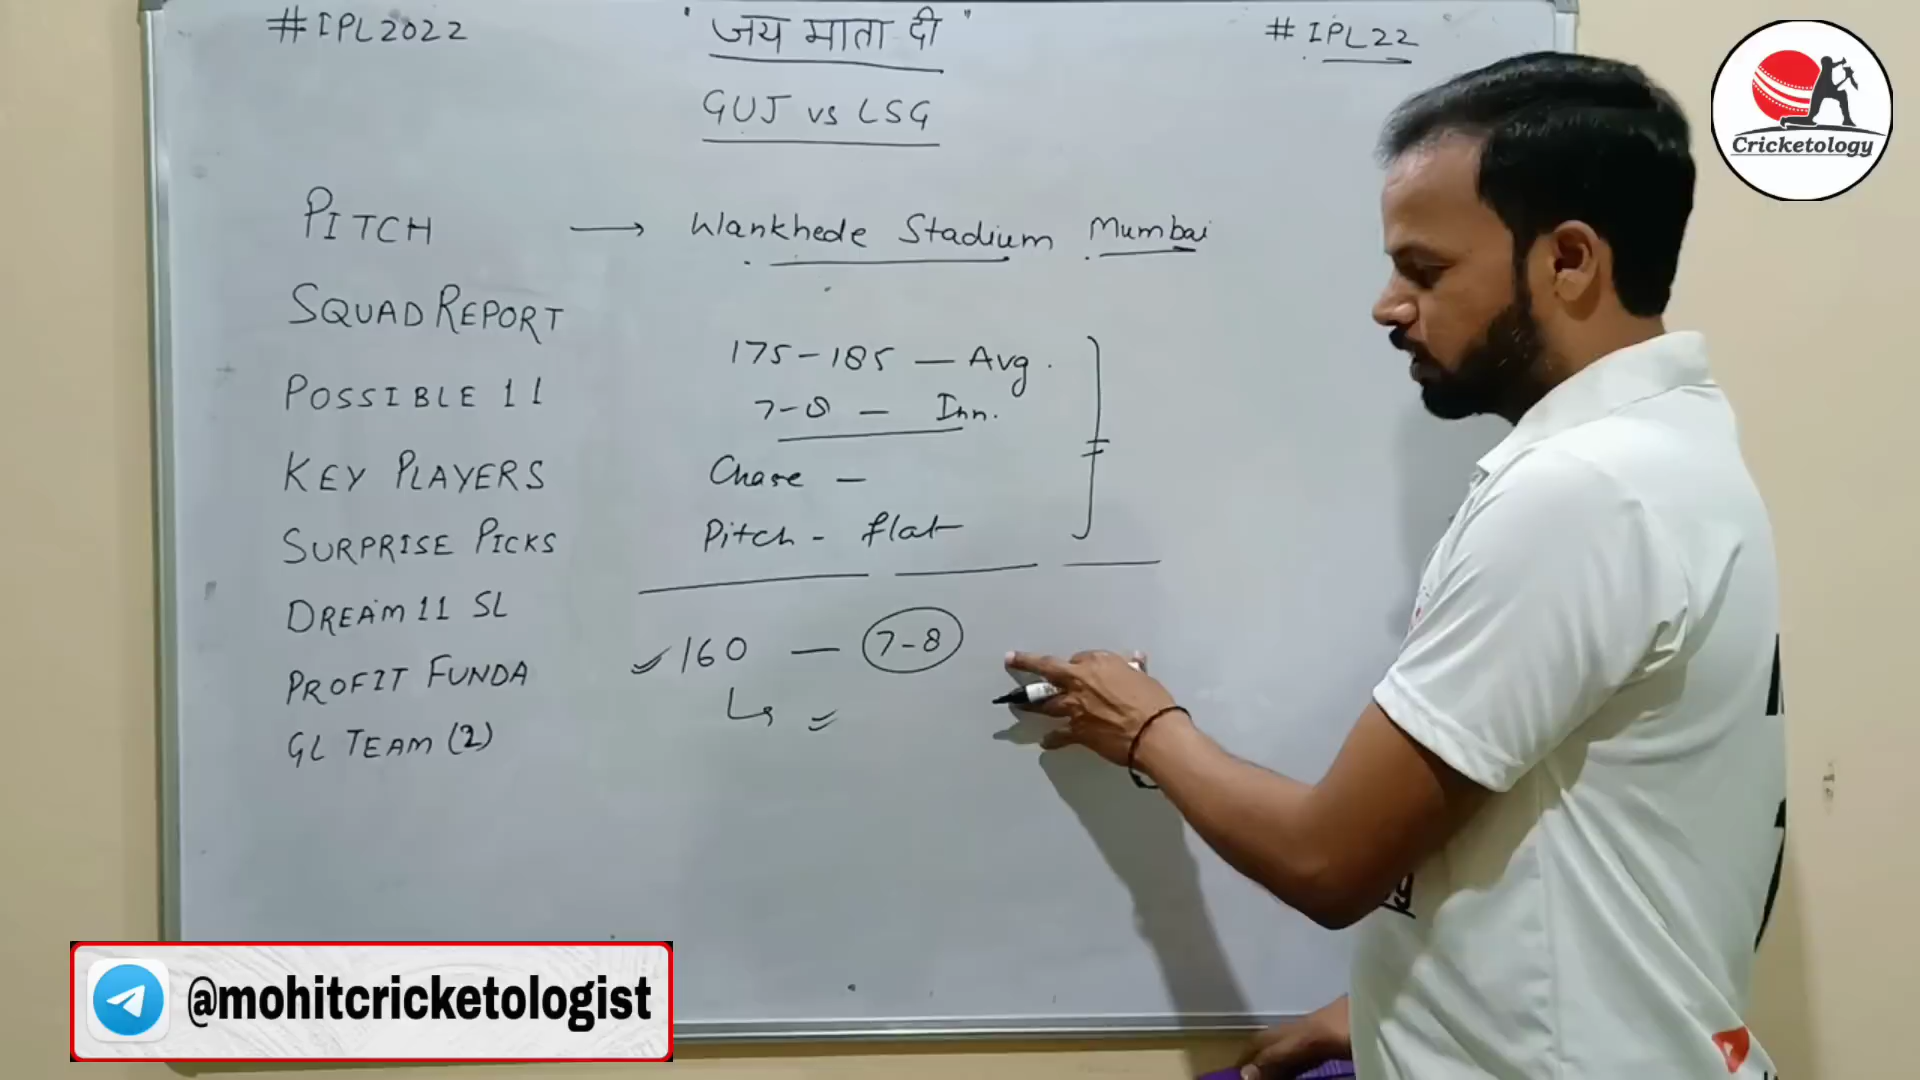 #IPL2022
"जय माता दी"
#IPL22
GUJ vs LSG
Cricketology
PITCH → Wankhede Stadium Mumbai
SQUAD REPORT
POSSIBLE 11
KEY PLAYERS
SURPRISE PICKS
DREAM11 SL
PROFIT FUNDA
GL TEAM (2)
175-185 — Avg.
7-8 — Inn.
Chase —
Pitch - flat
160 — 7-8
@mohitcricketologist